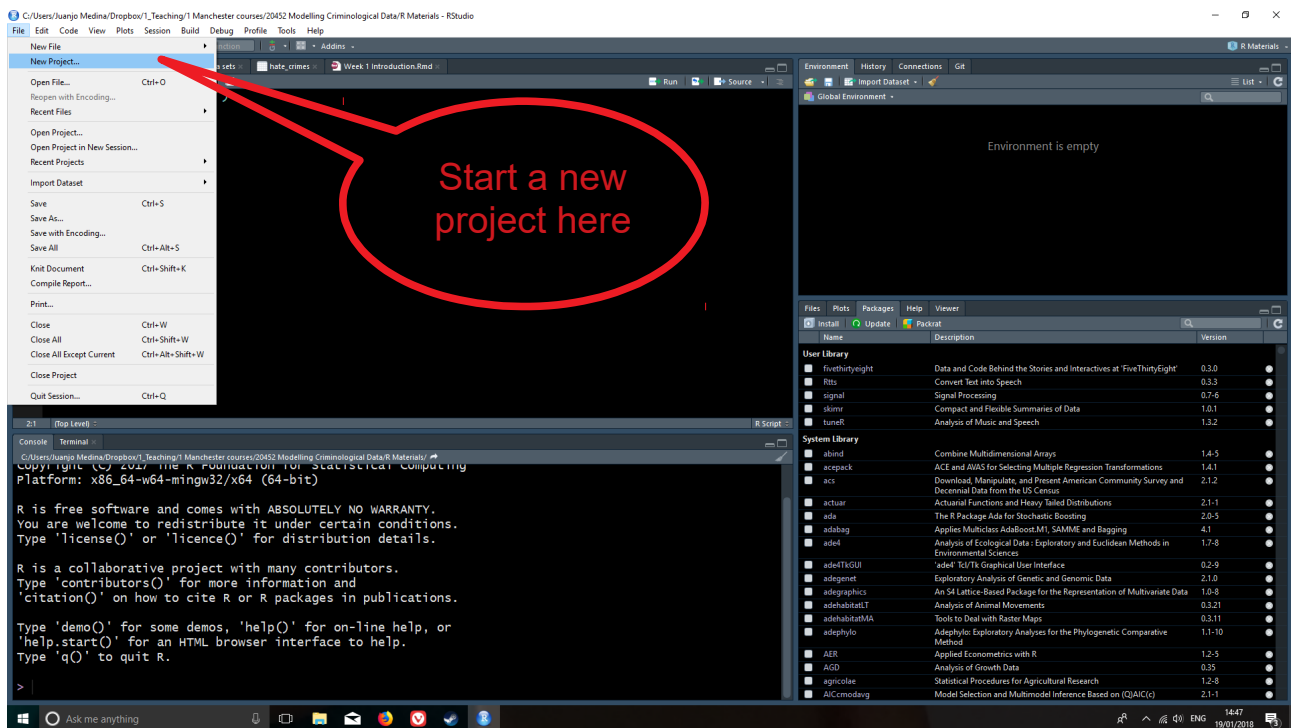 C:/Users/Juanjo Medina/Dropbox/1_Teaching/1 Manchester courses/20452 Modelling Criminological Data/R Materials - RStudio
File Edit Code View Plots Session Build Debug Profile Tools Help
Addins
R Materials
New File
New Project...
Open File... Ctrl+O
Reopen with Encoding...
Recent Files
Open Project...
Open Project in New Session...
Recent Projects
Import Dataset
Save Ctrl+S
Save As...
Save with Encoding...
Save All Ctrl+Alt+S
Knit Document Ctrl+Shift+K
Compile Report...
Print...
Close Ctrl+W
Close All Ctrl+Shift+W
Close All Except Current Ctrl+Alt+Shift+W
Close Project
Quit Session... Ctrl+Q
hate_crimes Week 1 Introduction.Rmd
Run Source
Start a new
project here
2:1 (Top Level) R Script
Console Terminal
C:/Users/Juanjo Medina/Dropbox/1_Teaching/1 Manchester courses/20452 Modelling Criminological Data/R Materials/
Copyright (C) 2017 The R Foundation for Statistical Computing
Platform: x86_64-w64-mingw32/x64 (64-bit)
R is free software and comes with ABSOLUTELY NO WARRANTY.
You are welcome to redistribute it under certain conditions.
Type 'license()' or 'licence()' for distribution details.
R is a collaborative project with many contributors.
Type 'contributors()' for more information and
'citation()' on how to cite R or R packages in publications.
Type 'demo()' for some demos, 'help()' for on-line help, or
'help.start()' for an HTML browser interface to help.
Type 'q()' to quit R.
>
Environment History Connections Git
Import Dataset List
Global Environment
Environment is empty
Files Plots Packages Help Viewer
Install Update Packrat
Name Description Version
User Library
fivethirtyeight Data and Code Behind the Stories and Interactives at 'FiveThirtyEight' 0.3.0
Rtts Convert Text into Speech 0.3.3
signal Signal Processing 0.7-6
skimr Compact and Flexible Summaries of Data 1.0.1
tuneR Analysis of Music and Speech 1.3.2
System Library
abind Combine Multidimensional Arrays 1.4-5
acepack ACE and AVAS for Selecting Multiple Regression Transformations 1.4.1
acs Download, Manipulate, and Present American Community Survey and 2.1.2
Decennial Data from the US Census
actuar Actuarial Functions and Heavy Tailed Distributions 2.1-1
ada The R Package Ada for Stochastic Boosting 2.0-5
adabag Applies Multiclass AdaBoost.M1, SAMME and Bagging 4.1
ade4 Analysis of Ecological Data : Exploratory and Euclidean Methods in 1.7-8
Environmental Sciences
ade4TkGUI 'ade4' Tcl/Tk Graphical User Interface 0.2-9
adegenet Exploratory Analysis of Genetic and Genomic Data 2.1.0
adegraphics An S4 Lattice-Based Package for the Representation of Multivariate Data 1.0-8
adehabitatLT Analysis of Animal Movements 0.3.21
adehabitatMA Tools to Deal with Raster Maps 0.3.11
adephylo Adephylo: Exploratory Analyses for the Phylogenetic Comparative 1.1-10
Method
AER Applied Econometrics with R 1.2-5
AGD Analysis of Growth Data 0.35
agricolae Statistical Procedures for Agricultural Research 1.2-8
AICcmodavg Model Selection and Multimodel Inference Based on (Q)AIC(c) 2.1-1
Ask me anything
ENG
14:47
19/01/2018